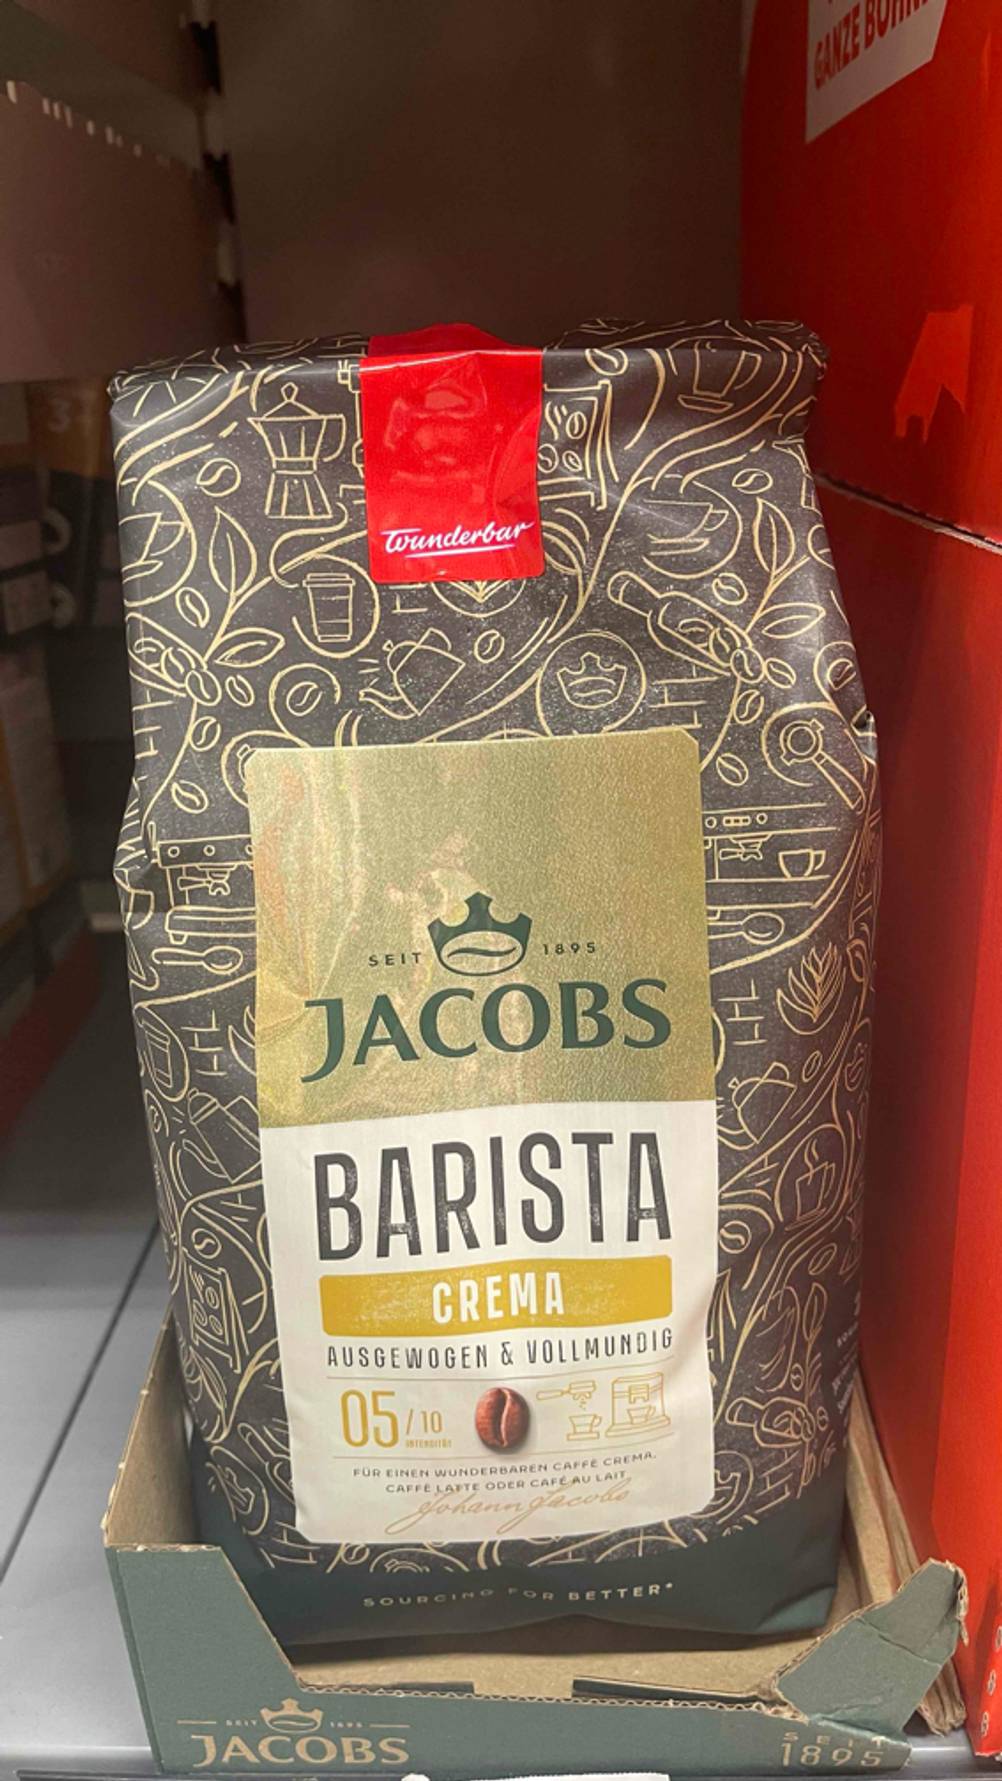 GANZE BOHNE
Wunderbar
SEIT 1895
JACOBS
BARISTA
CREMA
AUSGEWOGEN & VOLLMUNDIG
05/10
INTENSITÄT
FÜR EINEN WUNDERBAREN CAFFÈ CREMA,
CAFFÈ LATTE ODER CAFÉ AU LAIT
Johann Jacobs
SOURCING FOR BETTER*
SEIT 1895
JACOBS
SEIT
1895